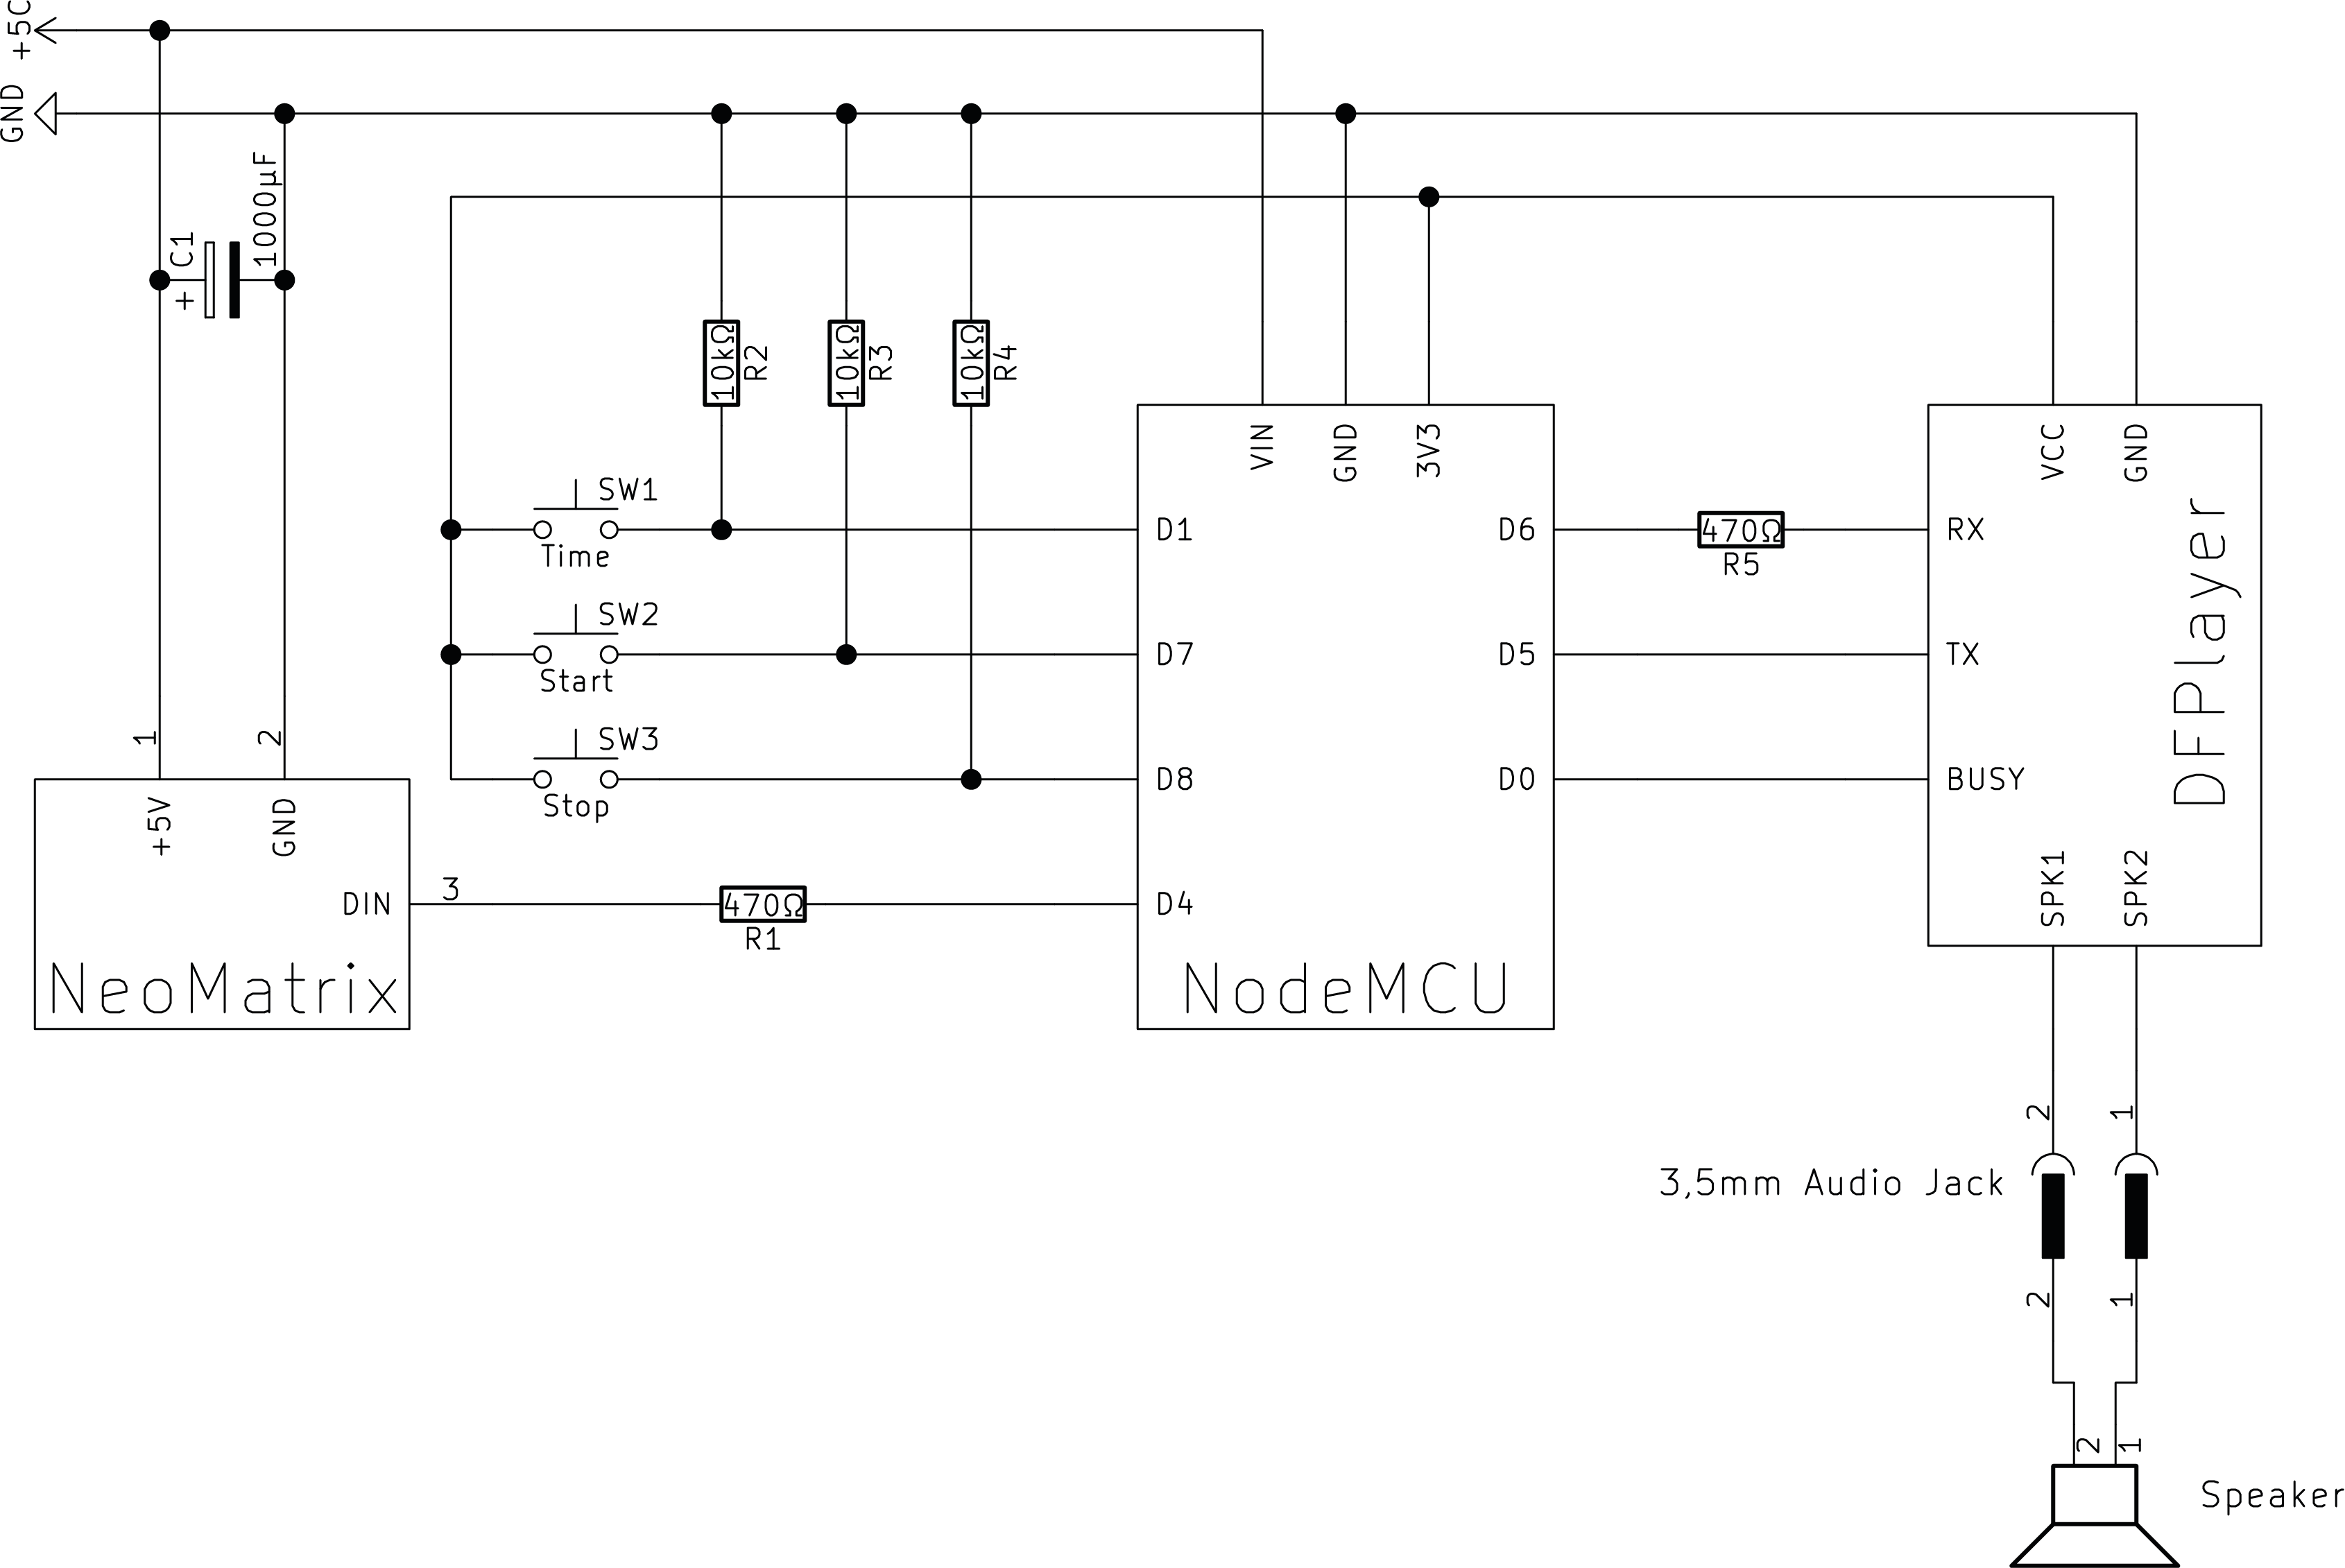 +5C
GND
C1
+
1000µF
10kΩ
R2
10kΩ
R3
10kΩ
R4
VIN
GND
3V3
VCC
GND
SW1
Time
D1
D6
470Ω
R5
RX
SW2
Start
D7
D5
TX
DFPlayer
1
2
SW3
Stop
D8
D0
BUSY
+5V
GND
DIN
3
470Ω
R1
D4
SPK1
SPK2
NeoMatrix
NodeMCU
2
1
3,5mm Audio Jack
2
1
2
1
Speaker